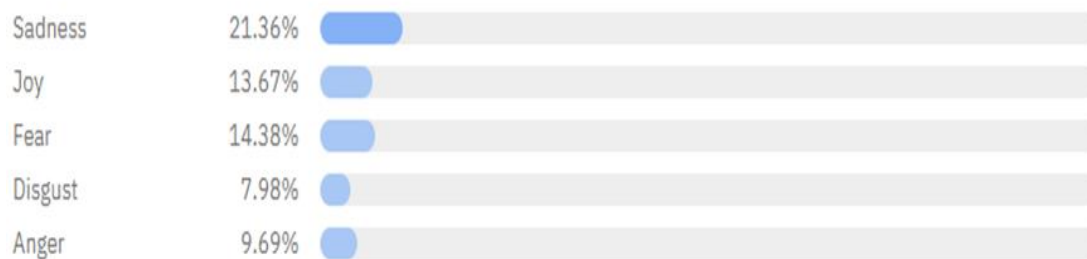 Sadness 21.36%
Joy 13.67%
Fear 14.38%
Disgust 7.98%
Anger 9.69%